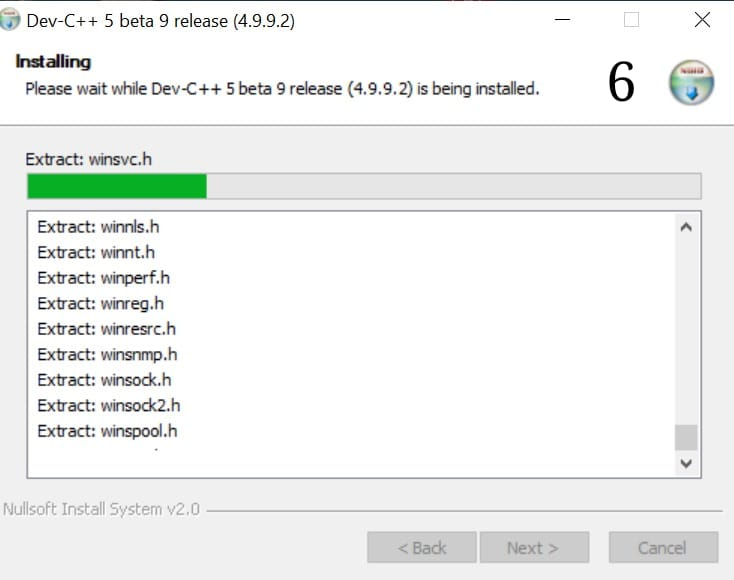 Dev-C++ 5 beta 9 release (4.9.9.2)
Installing
Please wait while Dev-C++ 5 beta 9 release (4.9.9.2) is being installed.
6
Extract: winsvc.h
Extract: winnls.h
Extract: winnt.h
Extract: winperf.h
Extract: winreg.h
Extract: winresrc.h
Extract: winsnmp.h
Extract: winsock.h
Extract: winsock2.h
Extract: winspool.h
Nullsoft Install System v2.0
< Back Next > Cancel